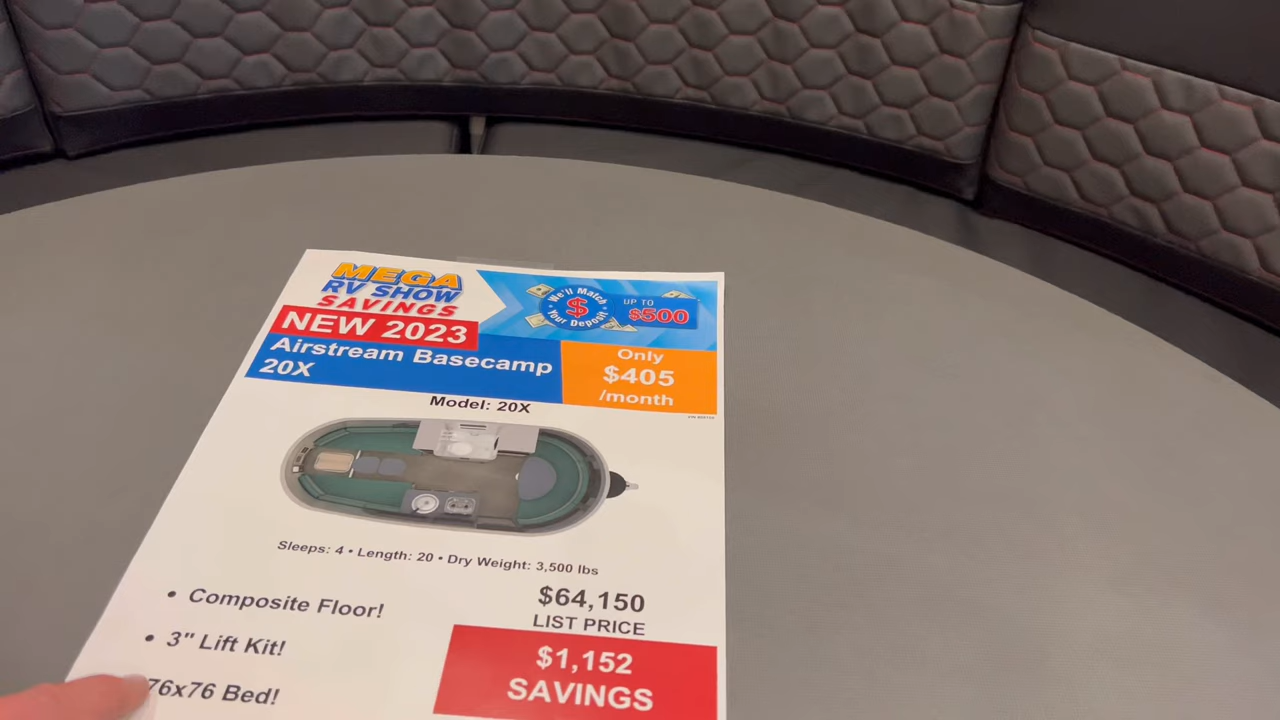 MEGA
RV SHOW
SAVINGS
We'll Match
$
Your Deposit
UP TO
$500
NEW 2023
Airstream Basecamp
20X
Only
$405
/month
Model: 20X
Sleeps: 4 • Length: 20 • Dry Weight: 3,500 lbs
• Composite Floor!
• 3" Lift Kit!
76x76 Bed!
$64,150
LIST PRICE
$1,152
SAVINGS